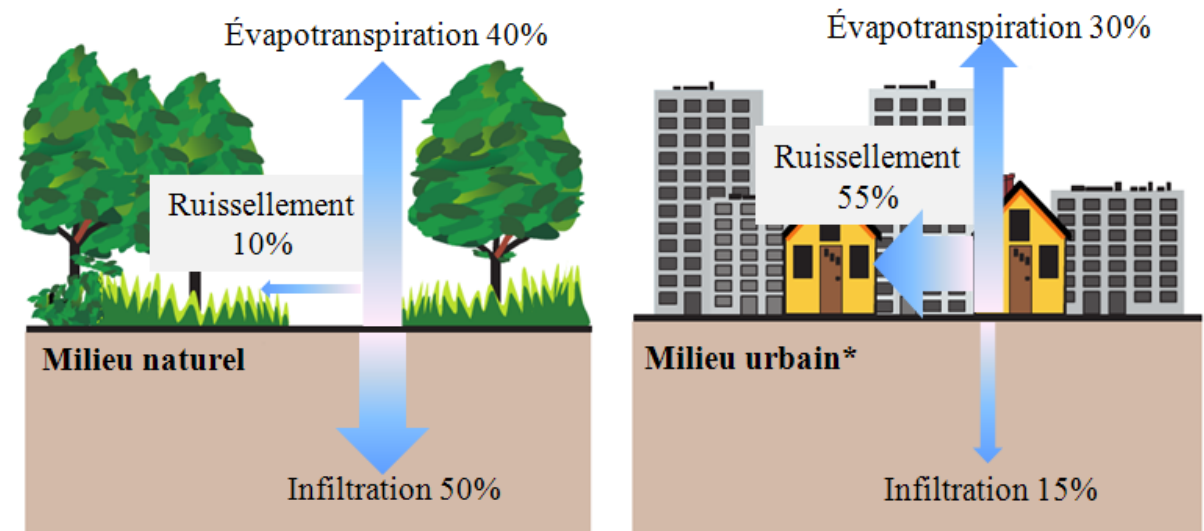 Évapotranspiration 40%
Ruissellement
10%
Milieu naturel
Infiltration 50%
Évapotranspiration 30%
Ruissellement
55%
Milieu urbain*
Infiltration 15%